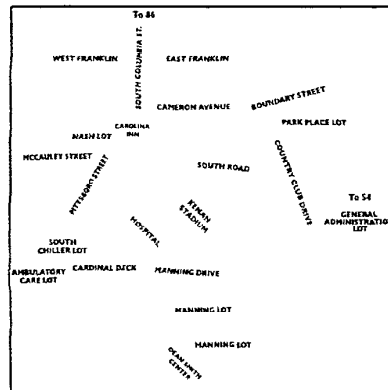 To 86
WEST FRANKLIN
SOUTH COLUMBIA ST.
EAST FRANKLIN
CAMERON AVENUE
BOUNDARY STREET
NASH LOT
CAROLINA
INN
PARK PLACE LOT
MCCAULEY STREET
PITTSBORO STREET
SOUTH ROAD
COUNTRY CLUB DRIVE
KENAN
STADIUM
To 54
GENERAL
ADMINISTRATION
LOT
HOSPITAL
SOUTH
CHILLER LOT
AMBULATORY
CARE LOT
CARDINAL DECK
MANNING DRIVE
MANNING LOT
MANNING LOT
DEAN SMITH
CENTER